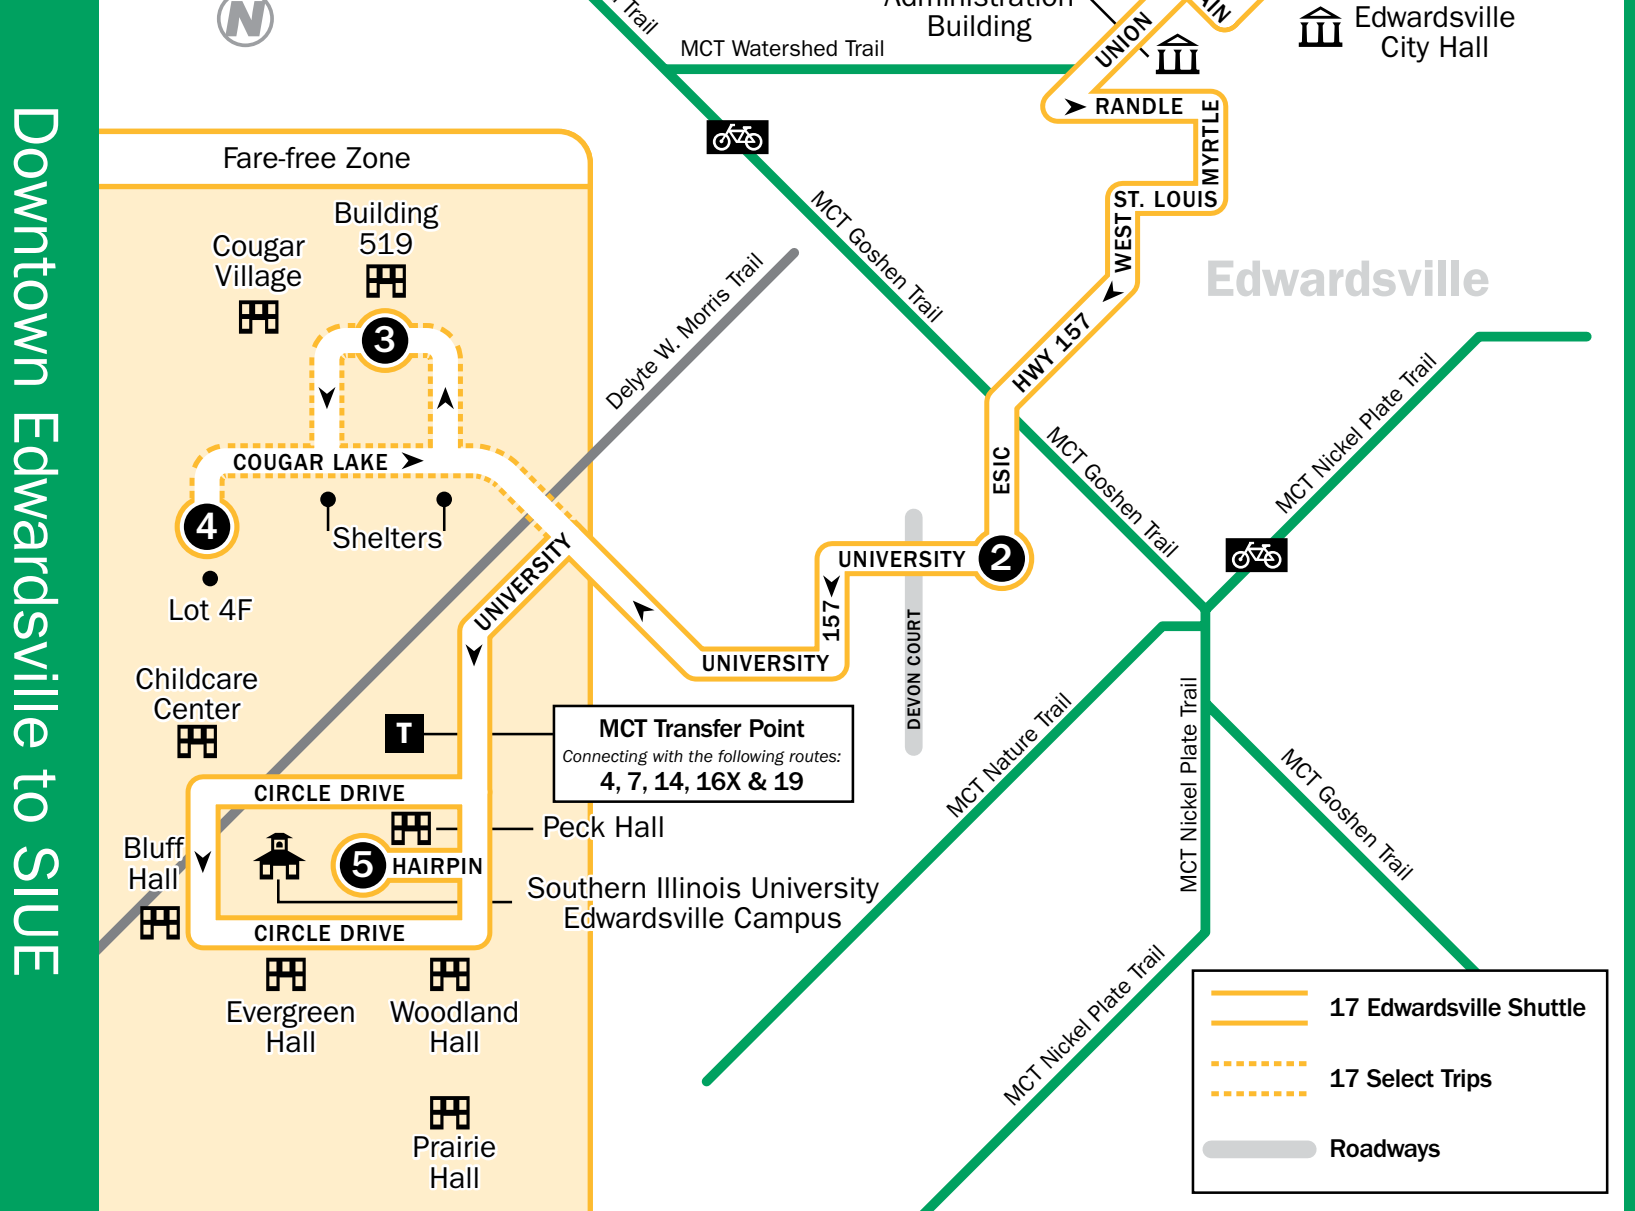 Downtown Edwardsville to SIUE
N
Trail
Administration
Building
UNION
Edwardsville
City Hall
MCT Watershed Trail
RANDLE
MYRTLE
ST. LOUIS
WEST
Edwardsville
HWY 157
ESIC
MCT Goshen Trail
Delyte W. Morris Trail
Fare-free Zone
Building
519
Cougar
Village
3
COUGAR LAKE
4
Shelters
Lot 4F
UNIVERSITY
UNIVERSITY
157
UNIVERSITY
2
DEVON COURT
MCT Goshen Trail
MCT Nickel Plate Trail
MCT Nature Trail
MCT Nickel Plate Trail
MCT Goshen Trail
MCT Nickel Plate Trail
Childcare
Center
T
MCT Transfer Point
Connecting with the following routes:
4, 7, 14, 16X & 19
CIRCLE DRIVE
Peck Hall
5
HAIRPIN
Bluff
Hall
Southern Illinois University
Edwardsville Campus
CIRCLE DRIVE
Evergreen
Hall
Woodland
Hall
Prairie
Hall
17 Edwardsville Shuttle
17 Select Trips
Roadways